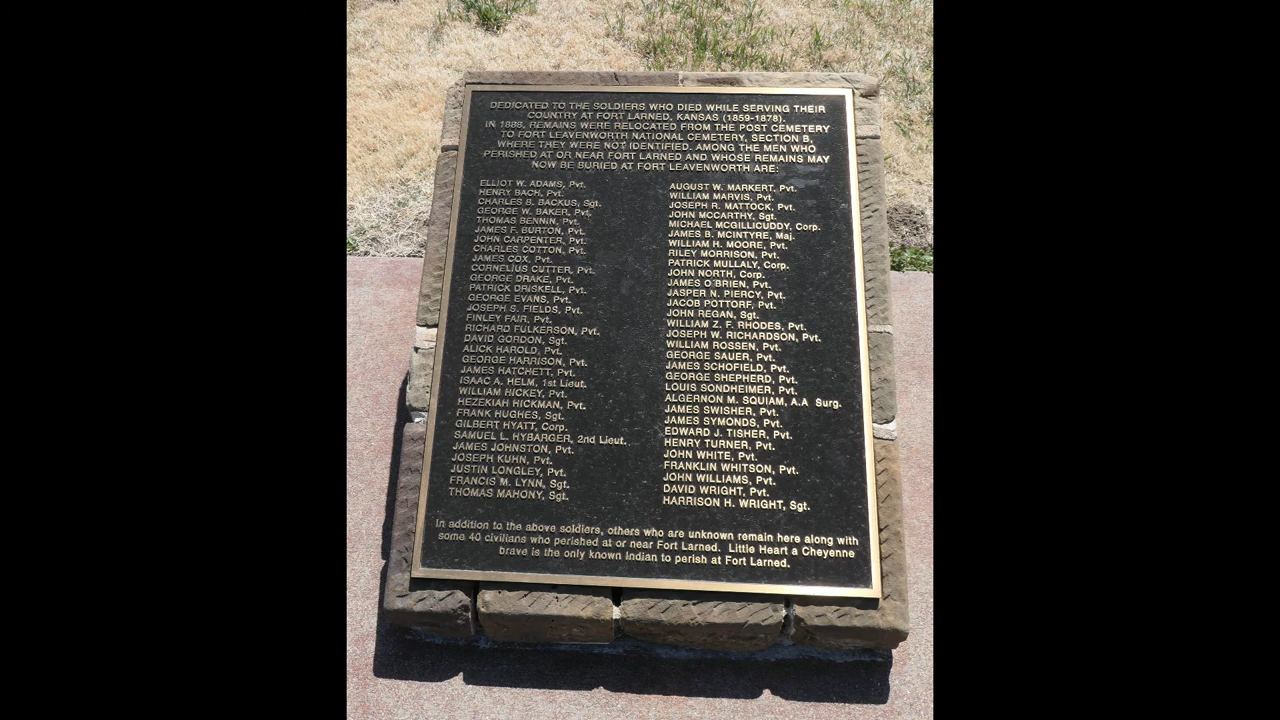 DEDICATED TO THE SOLDIERS WHO DIED WHILE SERVING THEIR
COUNTRY AT FORT LARNED, KANSAS (1859-1878).
IN 1888, REMAINS WERE RELOCATED FROM THE POST CEMETERY
TO FORT LEAVENWORTH NATIONAL CEMETERY, SECTION B,
WHERE THEY WERE NOT IDENTIFIED. AMONG THE MEN WHO
PERISHED AT OR NEAR FORT LARNED AND WHOSE REMAINS MAY
NOW BE BURIED AT FORT LEAVENWORTH ARE:
ELLIOT W. ADAMS, Pvt.
HENRY BACH, Pvt.
CHARLES B. BACKUS, Sgt.
GEORGE W. BAKER, Pvt.
THOMAS BENNIN, Pvt.
JAMES F. BURTON, Pvt.
JOHN CARPENTER, Pvt.
CHARLES COTTON, Pvt.
JAMES COX, Pvt.
CORNELIUS CUTTER, Pvt.
GEORGE DRAKE, Pvt.
PATRICK DRISKELL, Pvt.
GEORGE EVANS, Pvt.
JOSEPH S. FIELDS, Pvt.
FINLEY FAIR, Pvt.
RICHARD FULKERSON, Pvt.
DAVID GORDON, Sgt.
ALICK HAROLD, Pvt.
GEORGE HARRISON, Pvt.
JAMES HATCHETT, Pvt.
ISAAC A. HELM, 1st Lieut.
WILLIAM HICKEY, Pvt.
HEZEKIAH HICKMAN, Pvt.
FRANK HUGHES, Sgt.
GILBERT HYATT, Corp.
SAMUEL L. HYBARGER, 2nd Lieut.
JAMES JOHNSTON, Pvt.
JOSEPH KUHN, Pvt.
JUSTIN LONGLEY, Pvt.
FRANCIS M. LYNN, Sgt.
THOMAS MAHONY, Sgt.
AUGUST W. MARKERT, Pvt.
WILLIAM MARVIS, Pvt.
JOSEPH R. MATTOCK, Pvt.
JOHN MCCARTHY, Sgt.
MICHAEL MCGILLICUDDY, Corp.
JAMES B. MCINTYRE, Maj.
WILLIAM H. MOORE, Pvt.
RILEY MORRISON, Pvt.
PATRICK MULLALY, Corp.
JOHN NORTH, Corp.
JAMES O'BRIEN, Pvt.
JASPER N. PIERCY, Pvt.
JACOB POTTORF, Pvt.
JOHN REGAN, Sgt.
WILLIAM Z. F. RHODES, Pvt.
JOSEPH W. RICHARDSON, Pvt.
WILLIAM ROSSEN, Pvt.
GEORGE SAUER, Pvt.
JAMES SCHOFIELD, Pvt.
GEORGE SHEPHERD, Pvt.
LOUIS SONDHEIMER, Pvt.
ALGERNON M. SQUIAM, A.A Surg.
JAMES SWISHER, Pvt.
JAMES SYMONDS, Pvt.
EDWARD J. TISHER, Pvt.
HENRY TURNER, Pvt.
JOHN WHITE, Pvt.
FRANKLIN WHITSON, Pvt.
JOHN WILLIAMS, Pvt.
DAVID WRIGHT, Pvt.
HARRISON H. WRIGHT, Sgt.
In addition to the above soldiers, others who are unknown remain here along with
some 40 civilians who perished at or near Fort Larned. Little Heart a Cheyenne
brave is the only known Indian to perish at Fort Larned.